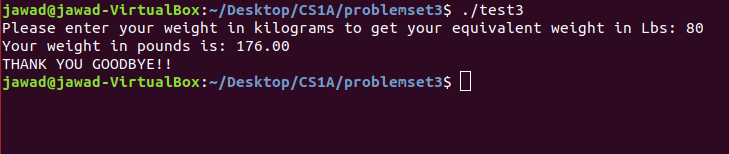 jawad@jawad-VirtualBox:~/Desktop/CS1A/problemset3$ ./test3
Please enter your weight in kilograms to get your equivalent weight in Lbs: 80
Your weight in pounds is: 176.00
THANK YOU GOODBYE!!
jawad@jawad-VirtualBox:~/Desktop/CS1A/problemset3$